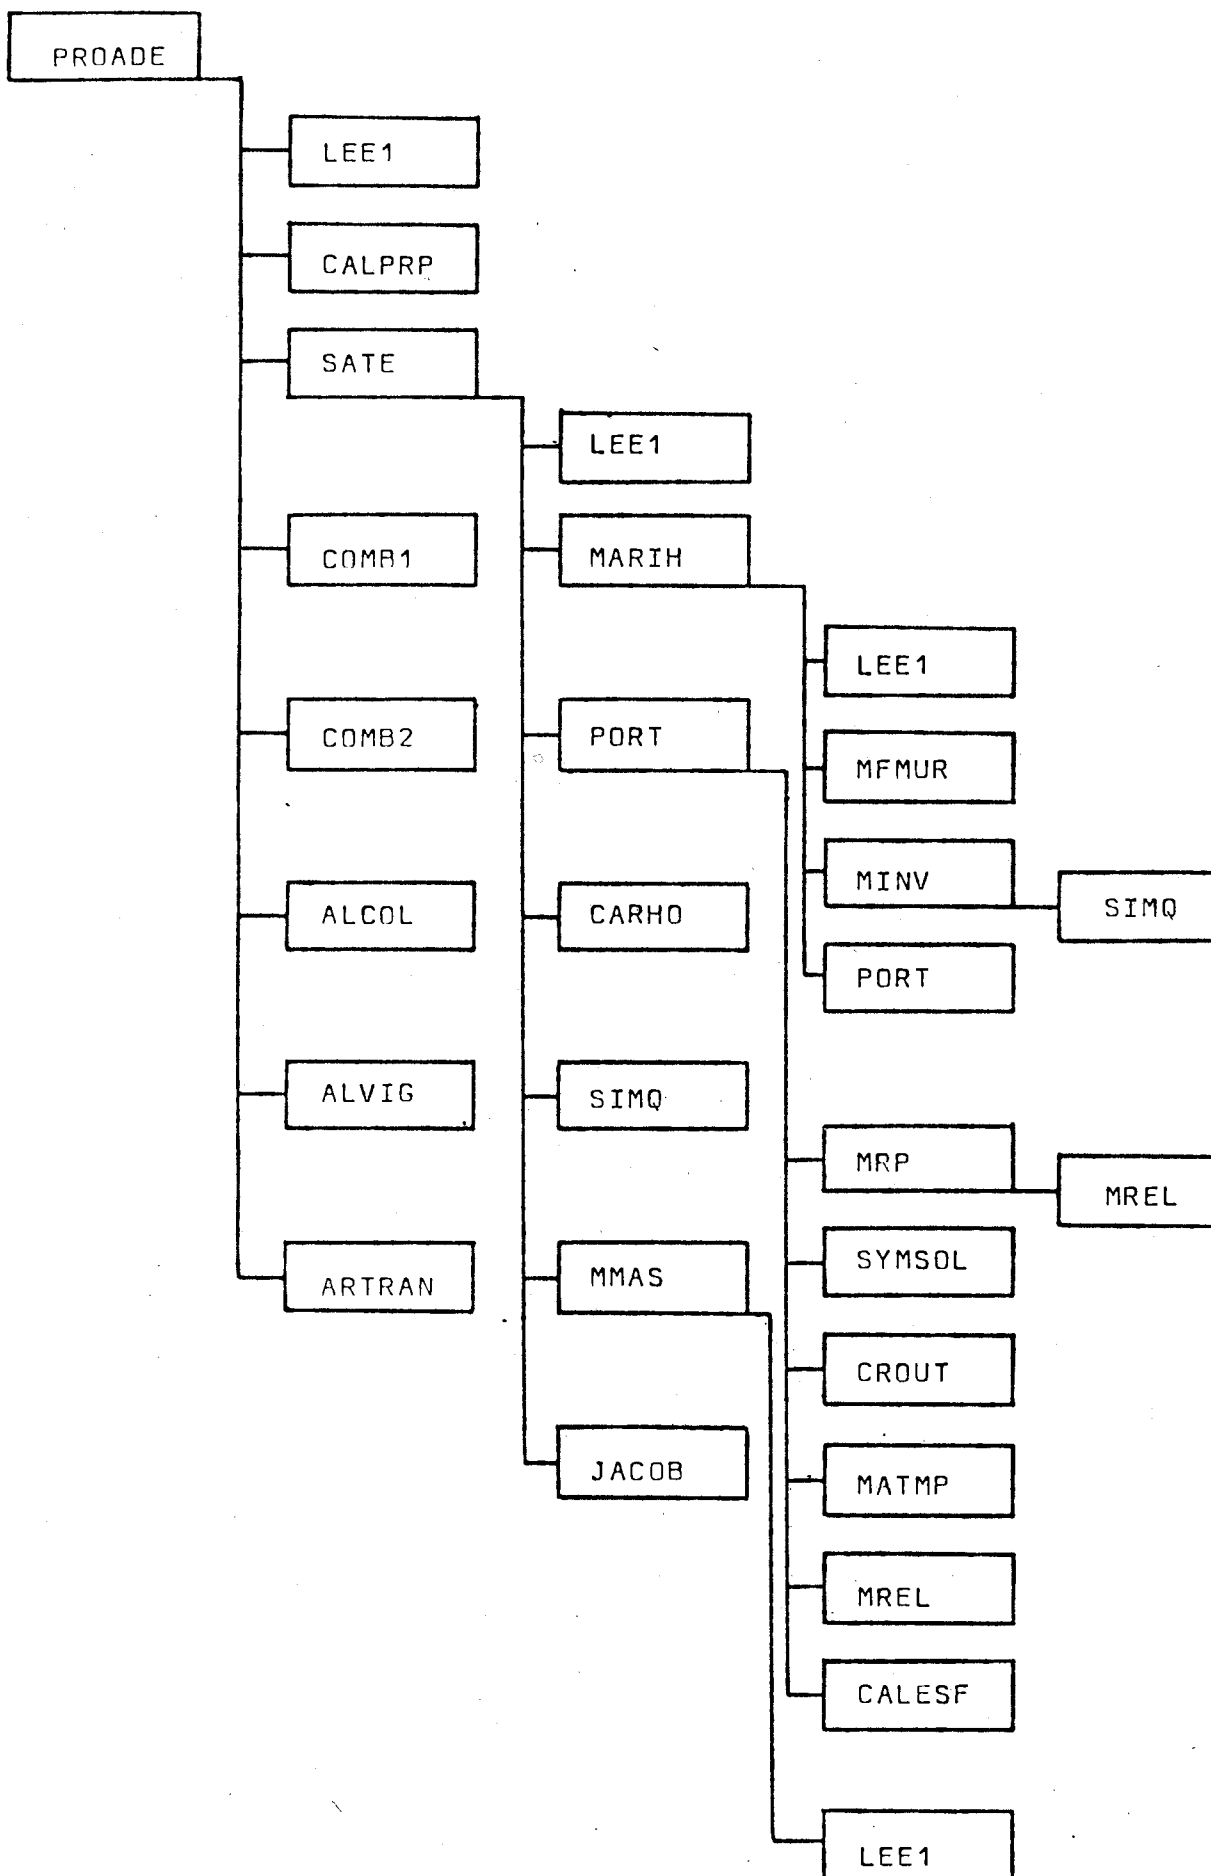 PROADE
LEE1
CALPRP
SATE
LEE1
COMB1
MARIH
LEE1
COMB2
PORT
MFMUR
MINV
SIMQ
ALCOL
CARHO
PORT
ALVIG
SIMQ
MRP
MREL
ARTRAN
MMAS
SYMSOL
CROUT
JACOB
MATMP
MREL
CALESF
LEE1